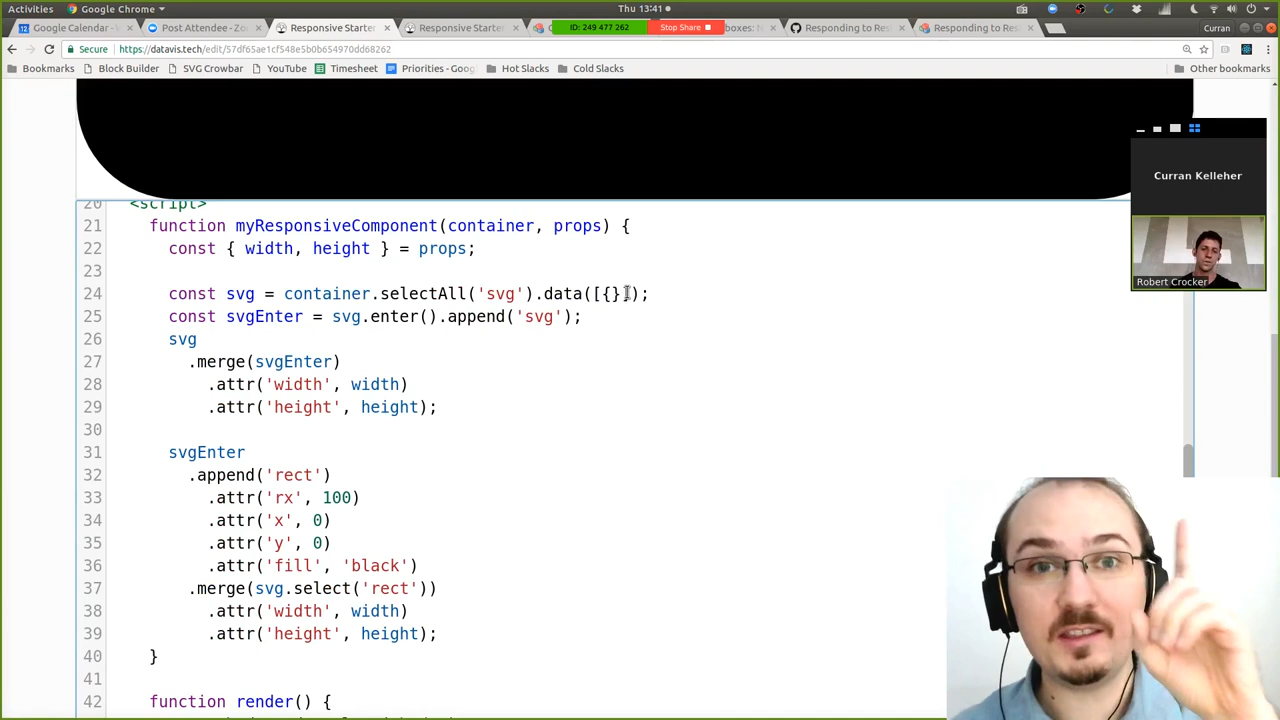 Activities Google Chrome Thu 13:41 Curran
Google Calendar - Post Attendee - Zo Responsive Starter Responsive Starter ID: 249 477 262 Stop Share boxes: N Responding to Res Responding to Res
Secure https://datavis.tech/edit/57df65ae1cf548e5b0b654970dd68262
Bookmarks Block Builder SVG Crowbar YouTube Timesheet Priorities - Goog Hot Slacks Cold Slacks Other bookmarks
Curran Kelleher
Robert Crocker
20 <script>
21 function myResponsiveComponent(container, props) {
22 const { width, height } = props;
23
24 const svg = container.selectAll('svg').data([{}]);
25 const svgEnter = svg.enter().append('svg');
26 svg
27 .merge(svgEnter)
28 .attr('width', width)
29 .attr('height', height);
30
31 svgEnter
32 .append('rect')
33 .attr('rx', 100)
34 .attr('x', 0)
35 .attr('y', 0)
36 .attr('fill', 'black')
37 .merge(svg.select('rect'))
38 .attr('width', width)
39 .attr('height', height);
40 }
41
42 function render() {